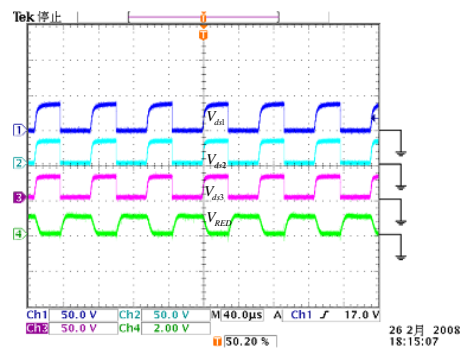 Tek 停止
T
T
1
2
3
4
Vds1
Vds2
Vds3
VRED
Ch1 50.0 V Ch2 50.0 V M 40.0µs A Ch1 ƒ 17.0 V
Ch3 50.0 V Ch4 2.00 V
T 50.20 %
26 2月 2008
18:15:07